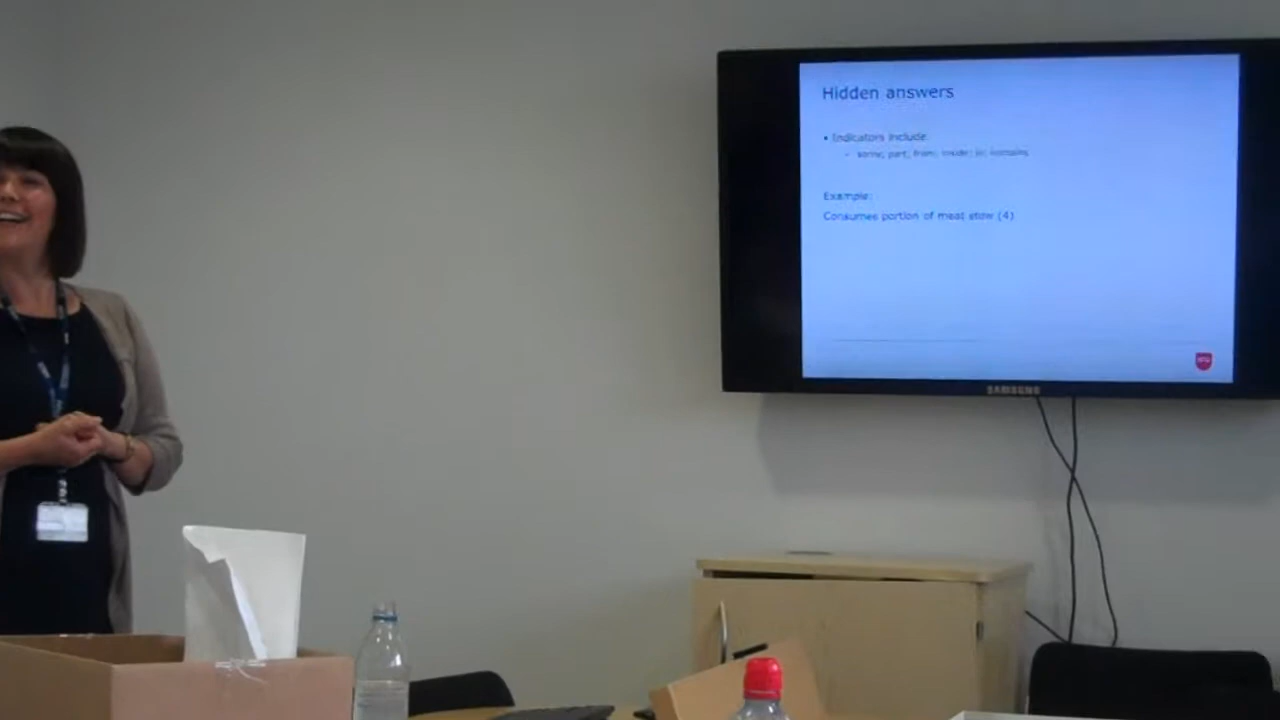 Hidden answers
• Indicators include:
- some; part; from; inside; in; contains
Example:
Consumes portion of meat stew (4)
SAMSUNG